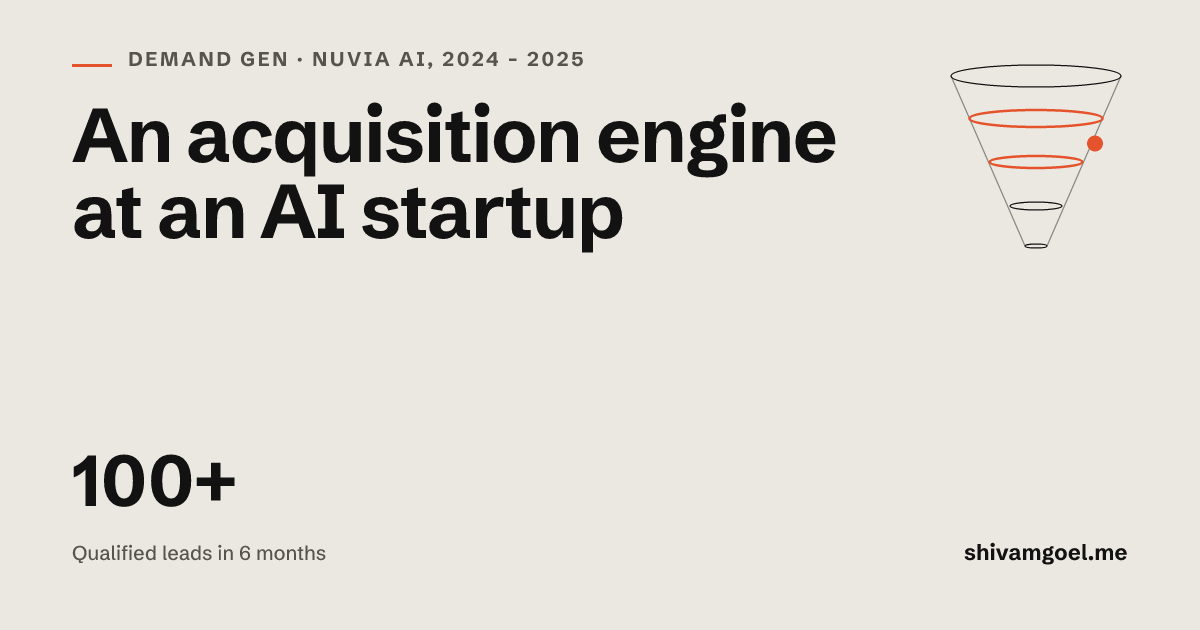 DEMAND GEN · NUVIA AI, 2024 - 2025
An acquisition engine
at an AI startup
100+
Qualified leads in 6 months
shivamgoel.me